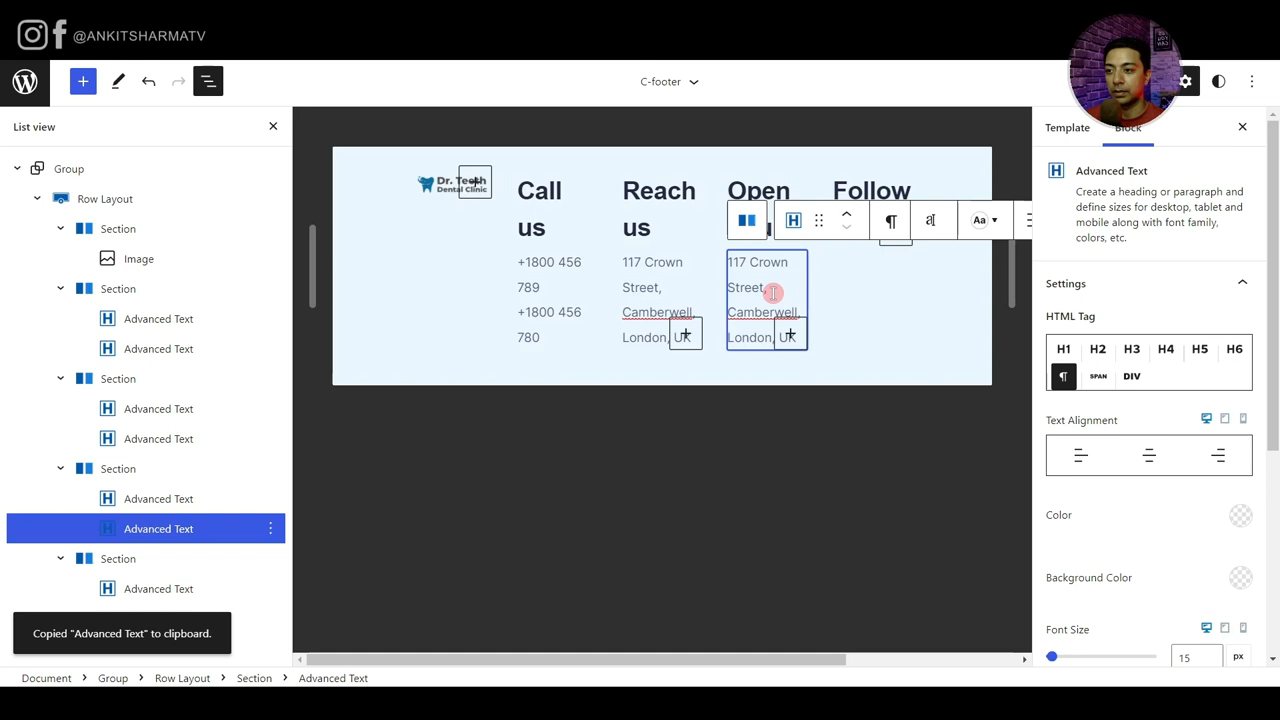 @ANKITSHARMATV
C-footer
List view
Group
Row Layout
Section
Image
Section
Advanced Text
Advanced Text
Section
Advanced Text
Advanced Text
Section
Advanced Text
Advanced Text
Section
Advanced Text
Copied "Advanced Text" to clipboard.
Dr. Teeth
Dental Clinic
Call
us
+1800 456
789
+1800 456
780
Reach
us
117 Crown
Street,
Camberwell,
London, UK
Open
117 Crown
Street,
Camberwell,
London, UK
Follow
Aa
Template
Block
Advanced Text
Create a heading or paragraph and
define sizes for desktop, tablet and
mobile along with font family,
colors, etc.
Settings
HTML Tag
H1 H2 H3 H4 H5 H6
¶ SPAN DIV
Text Alignment
Color
Background Color
Font Size
15 px
Document Group Row Layout Section Advanced Text